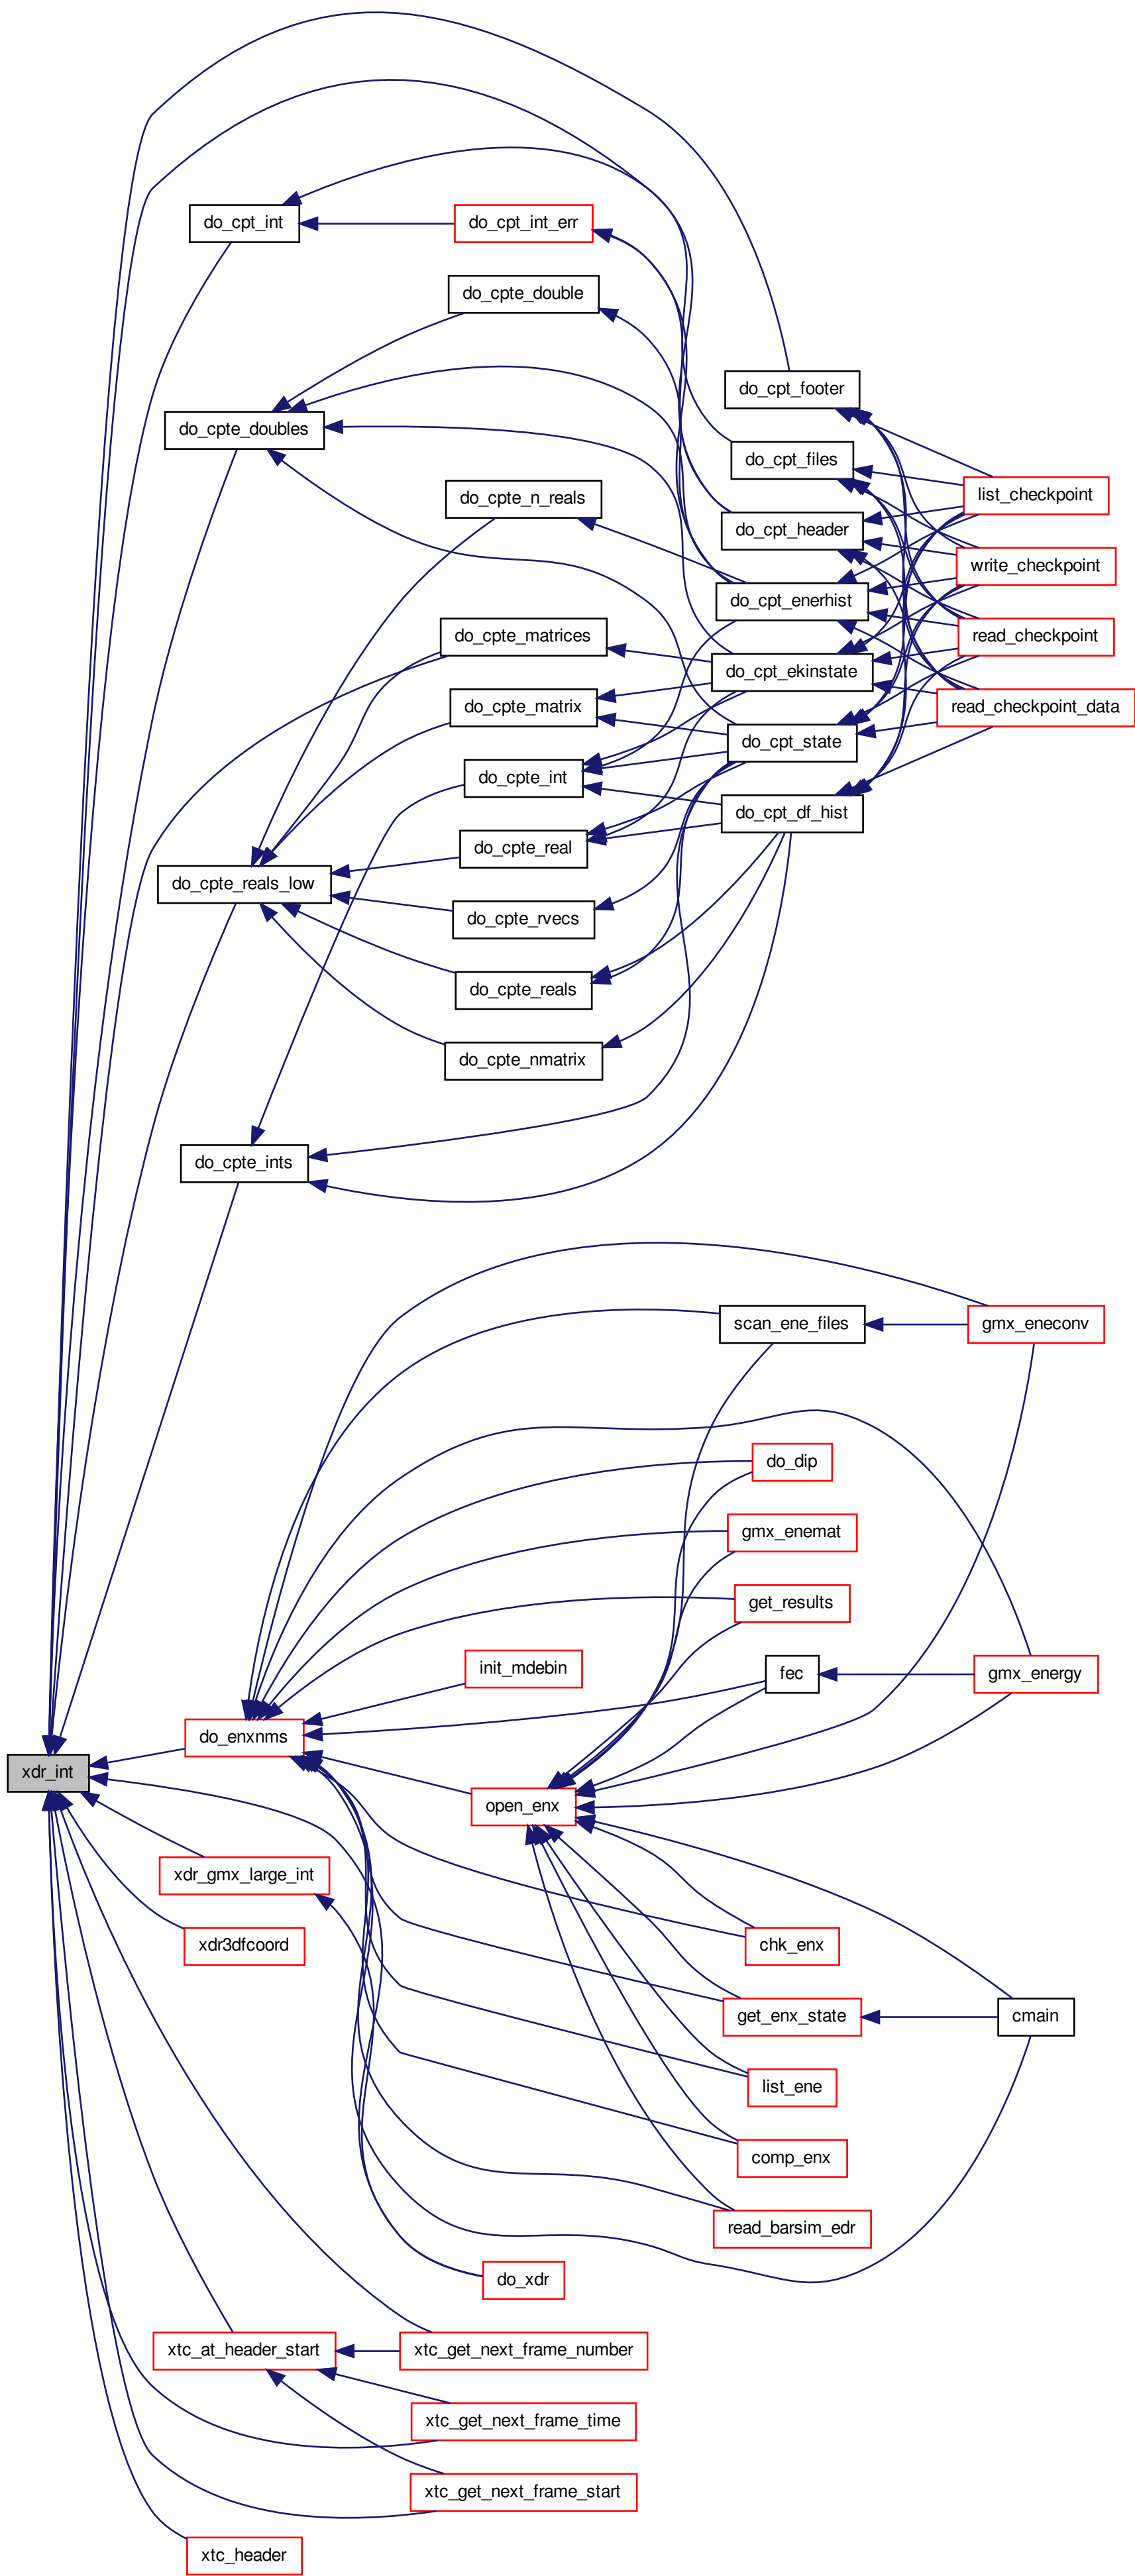 do_cpt_int
do_cpt_int_err
do_cpte_double
do_cpt_footer
do_cpte_doubles
do_cpt_files
do_cpte_n_reals
list_checkpoint
do_cpt_header
write_checkpoint
do_cpt_enerhist
do_cpte_matrices
read_checkpoint
do_cpt_ekinstate
do_cpte_matrix
read_checkpoint_data
do_cpt_state
do_cpte_int
do_cpt_df_hist
do_cpte_real
do_cpte_reals_low
do_cpte_rvecs
do_cpte_reals
do_cpte_nmatrix
do_cpte_ints
scan_ene_files
gmx_eneconv
do_dip
gmx_enemat
get_results
init_mdebin
fec
gmx_energy
do_enxnms
xdr_int
open_enx
xdr_gmx_large_int
xdr3dfcoord
chk_enx
get_enx_state
cmain
list_ene
comp_enx
read_barsim_edr
do_xdr
xtc_at_header_start
xtc_get_next_frame_number
xtc_get_next_frame_time
xtc_get_next_frame_start
xtc_header